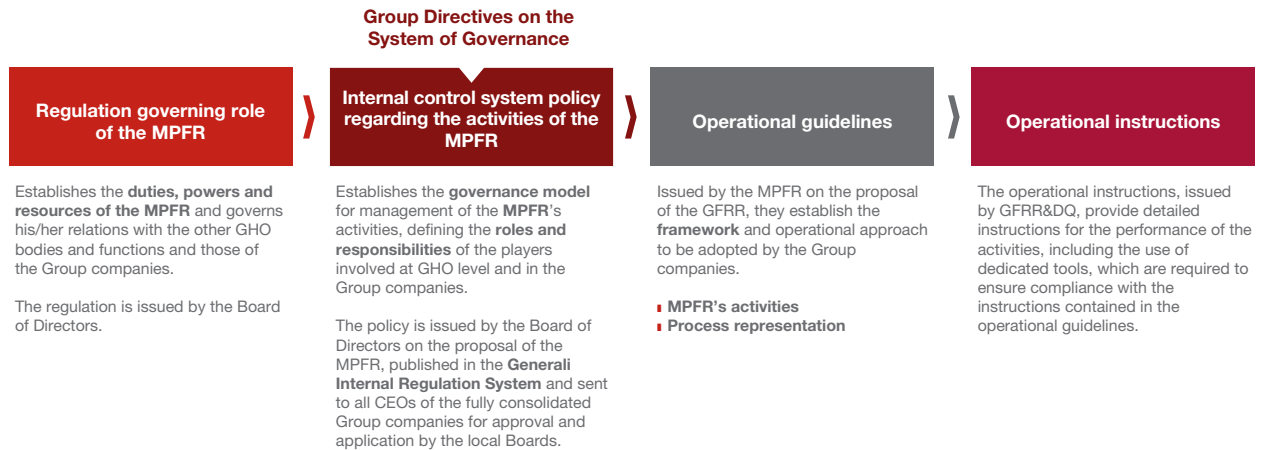 Group Directives on the
System of Governance
Regulation governing role
of the MPFR
Establishes the duties, powers and
resources of the MPFR and governs
his/her relations with the other GHO
bodies and functions and those of
the Group companies.
The regulation is issued by the Board
of Directors.
Internal control system policy
regarding the activities of the
MPFR
Establishes the governance model
for management of the MPFR's
activities, defining the roles and
responsibilities of the players
involved at GHO level and in the
Group companies.
The policy is issued by the Board of
Directors on the proposal of the
MPFR, published in the Generali
Internal Regulation System and sent
to all CEOs of the fully consolidated
Group companies for approval and
application by the local Boards.
Operational guidelines
Issued by the MPFR on the proposal
of the GFRR, they establish the
framework and operational approach
to be adopted by the Group
companies.
MPFR's activities
Process representation
Operational instructions
The operational instructions, issued
by GFRR&DQ, provide detailed
instructions for the performance of the
activities, including the use of
dedicated tools, which are required to
ensure compliance with the
instructions contained in the
operational guidelines.